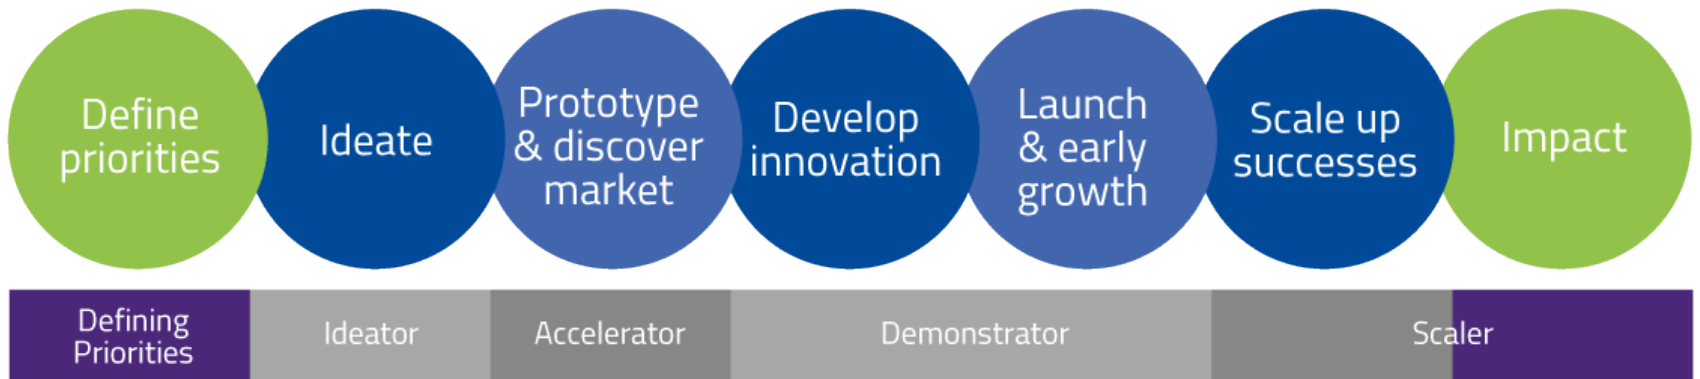 Define
priorities
Ideate
Prototype
& discover
market
Develop
innovation
Launch
& early
growth
Scale up
successes
Impact
Defining
Priorities
Ideator
Accelerator
Demonstrator
Scaler